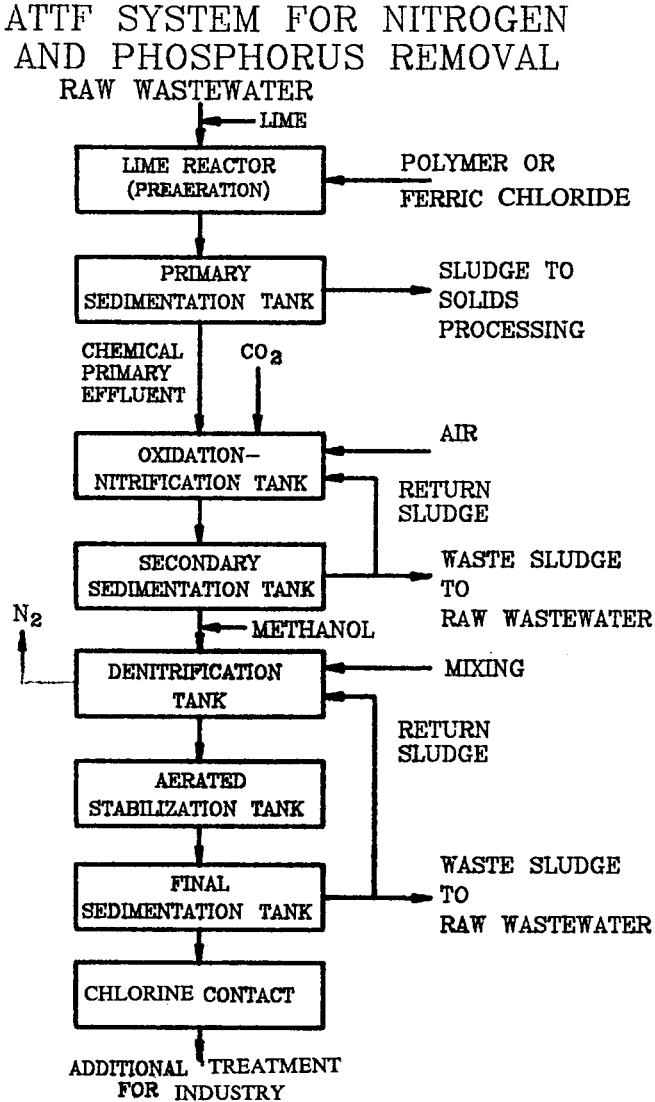 ATTF SYSTEM FOR NITROGEN
AND PHOSPHORUS REMOVAL
RAW WASTEWATER
LIME
LIME REACTOR
(PREAERATION)
POLYMER OR
FERRIC CHLORIDE
PRIMARY
SEDIMENTATION TANK
SLUDGE TO
SOLIDS
PROCESSING
CHEMICAL
PRIMARY
EFFLUENT
CO2
AIR
OXIDATION-
NITRIFICATION TANK
RETURN
SLUDGE
SECONDARY
SEDIMENTATION TANK
WASTE SLUDGE
TO
RAW WASTEWATER
N2
METHANOL
DENITRIFICATION
TANK
MIXING
RETURN
SLUDGE
AERATED
STABILIZATION TANK
FINAL
SEDIMENTATION TANK
WASTE SLUDGE
TO
RAW WASTEWATER
CHLORINE CONTACT
ADDITIONAL TREATMENT
FOR INDUSTRY